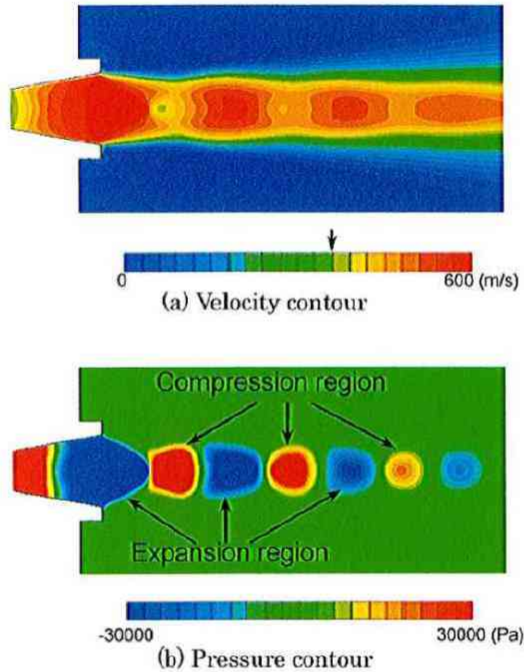 0 600 (m/s)
(a) Velocity contour
Compression region
Expansion region
-30000 30000 (Pa)
(b) Pressure contour